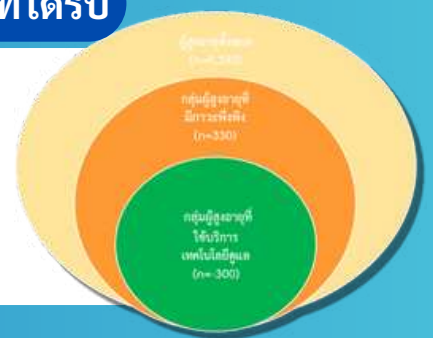 ที่ได้รับ
กลุ่มผู้สูงอายุที่
มีภาวะพึ่งพิง
(n=330)
กลุ่มผู้สูงอายุที่
ใช้บริการ
เทคโนโลยีดูแล
(n=300)